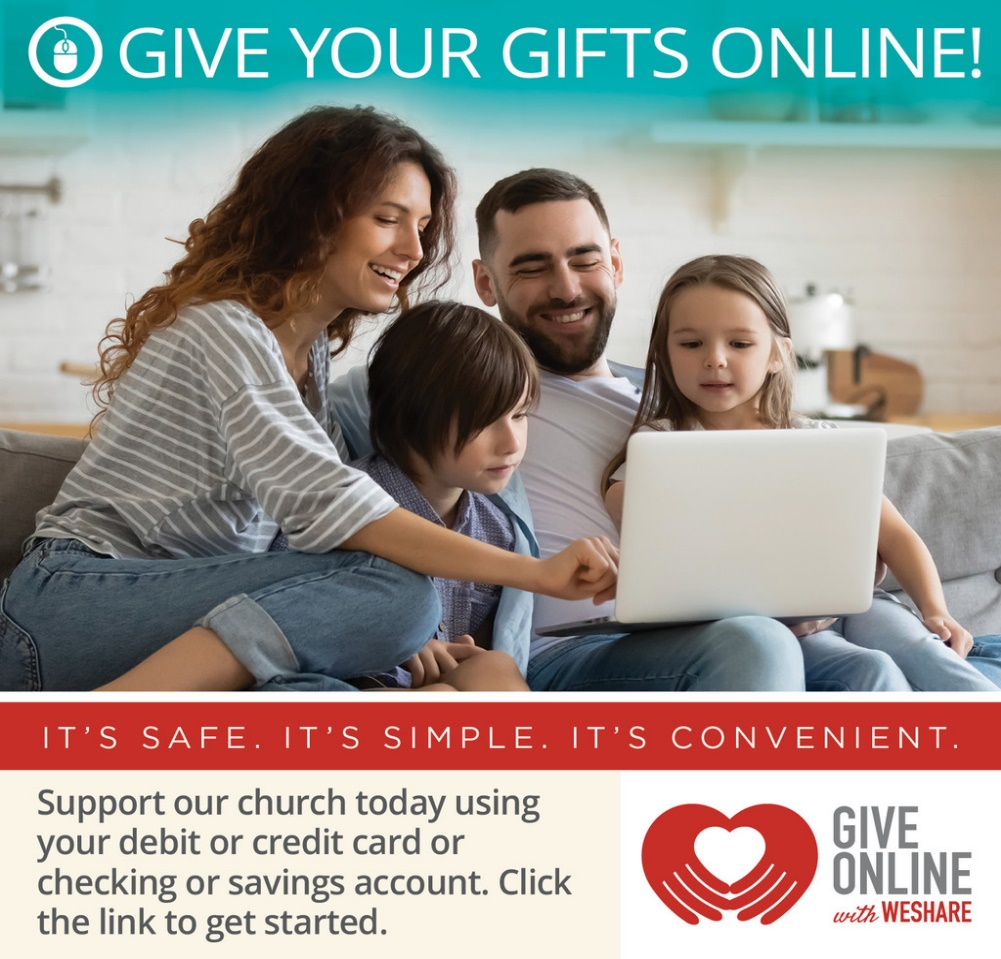 GIVE YOUR GIFTS ONLINE!
IT'S SAFE. IT'S SIMPLE. IT'S CONVENIENT.
Support our church today using
your debit or credit card or
checking or savings account. Click
the link to get started.
GIVE
ONLINE
with WESHARE